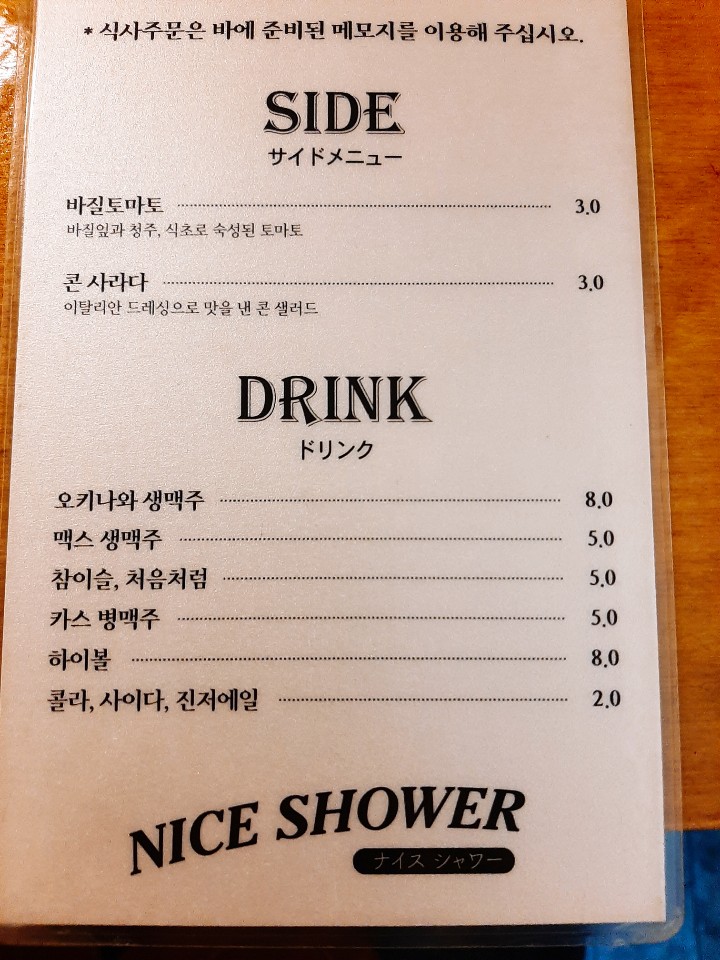 * 식사주문은 바에 준비된 메모지를 이용해 주십시오.
SIDE
サイドメニュー
바질토마토 3.0
바질잎과 청주, 식초로 숙성된 토마토
콘 사라다 3.0
이탈리안 드레싱으로 맛을 낸 콘 샐러드
DRINK
ドリンク
오키나와 생맥주 8.0
맥스 생맥주 5.0
참이슬, 처음처럼 5.0
카스 병맥주 5.0
하이볼 8.0
콜라, 사이다, 진저에일 2.0
NICE SHOWER
ナイス シャワー